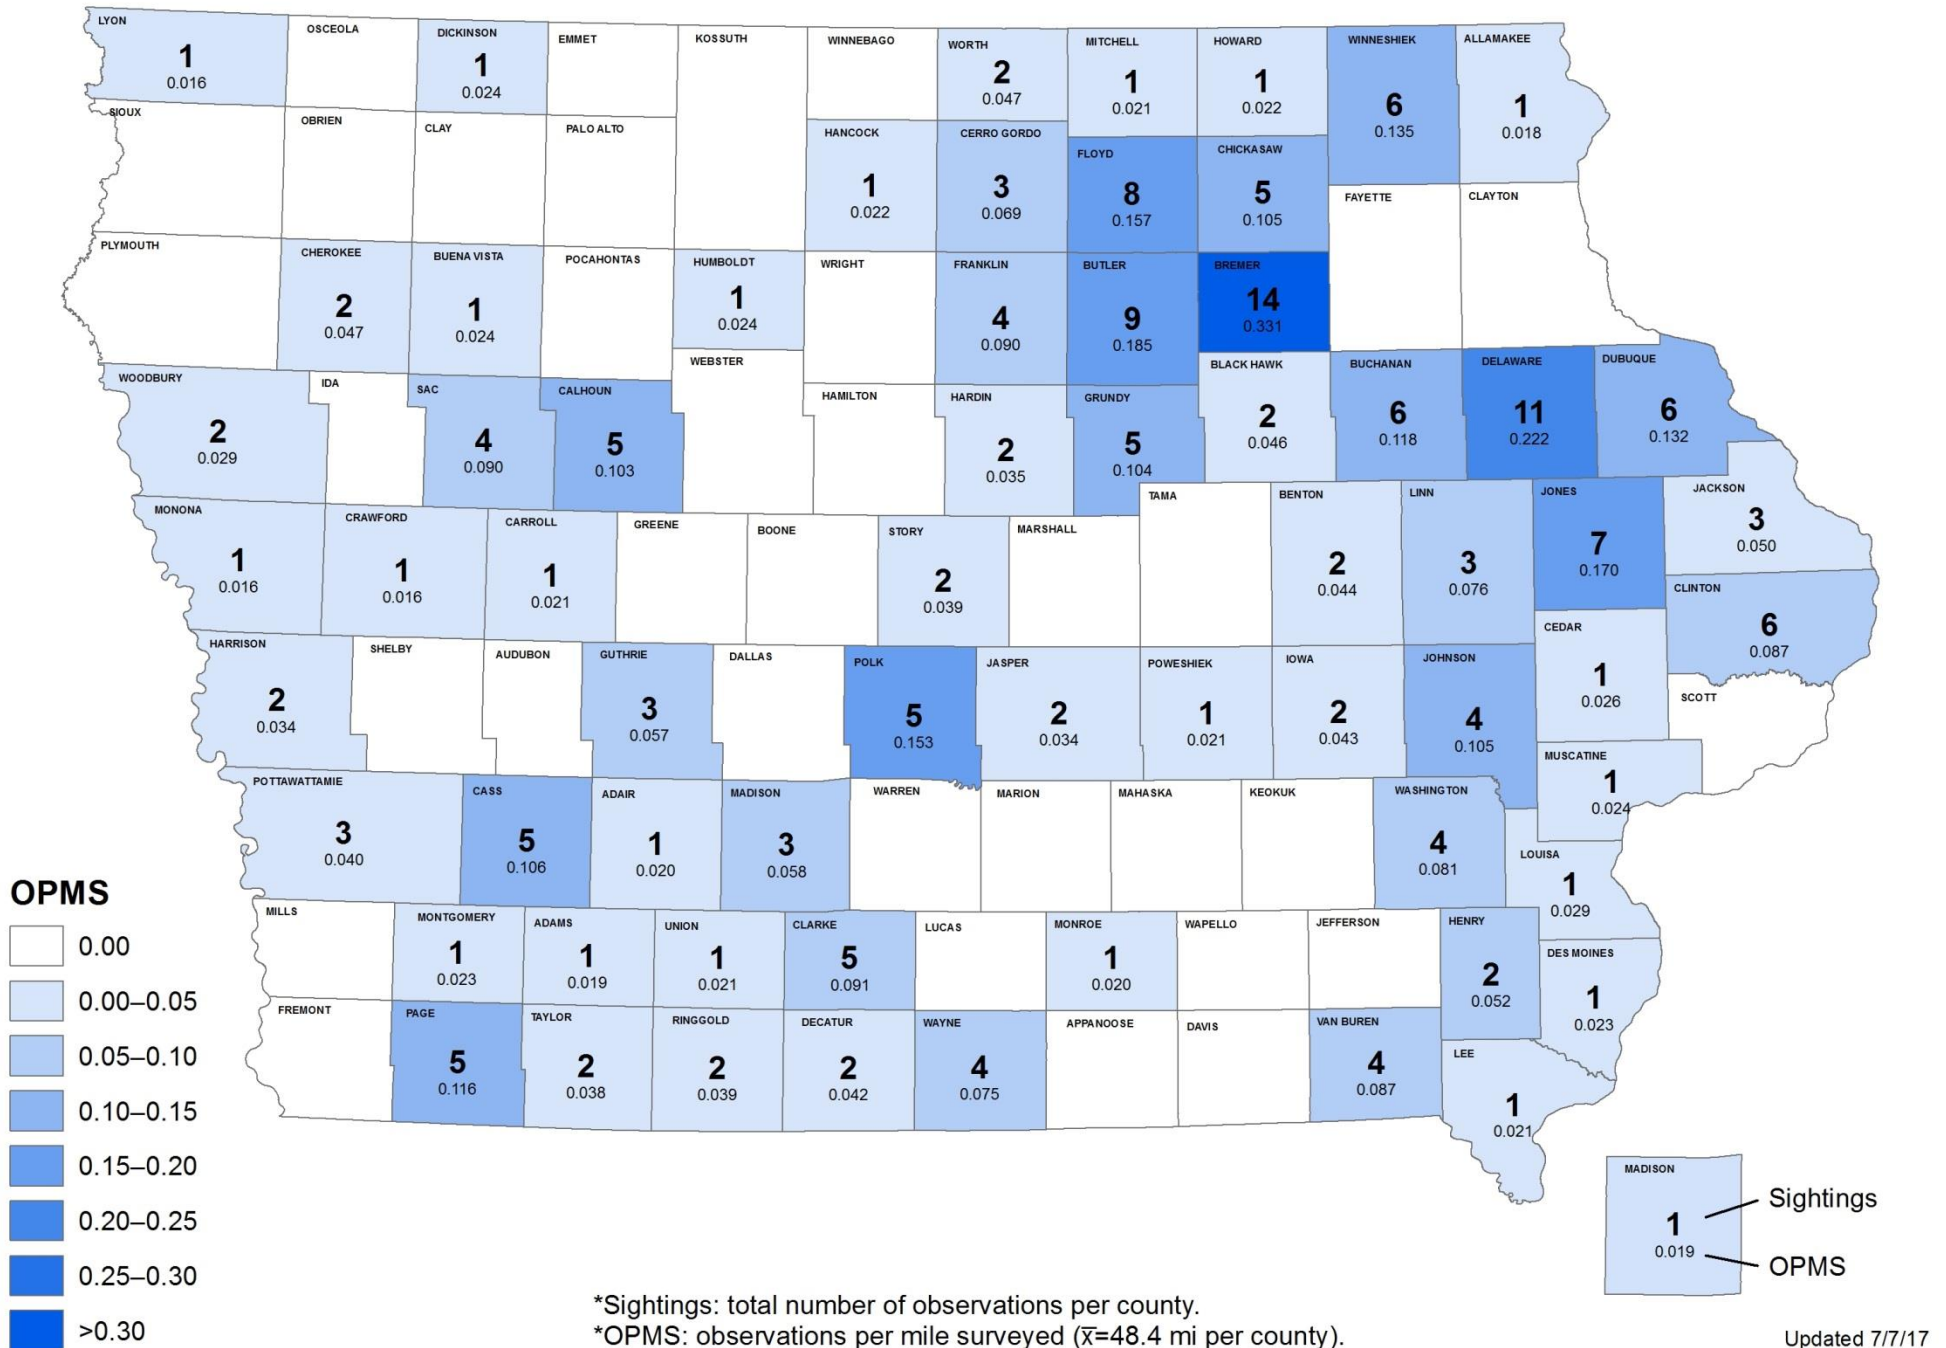 LYON
1
0.016
OSCEOLA
DICKINSON
1
0.024
EMMET
KOSSUTH
WINNEBAGO
WORTH
2
0.047
MITCHELL
1
0.021
HOWARD
1
0.022
WINNESHIEK
6
0.135
ALLAMAKEE
1
0.018
SIOUX
OBRIEN
CLAY
PALO ALTO
HANCOCK
1
0.022
CERRO GORDO
3
0.069
FLOYD
8
0.157
CHICKASAW
5
0.105
FAYETTE
CLAYTON
PLYMOUTH
CHEROKEE
2
0.047
BUENA VISTA
1
0.024
POCAHONTAS
HUMBOLDT
1
0.024
WRIGHT
FRANKLIN
4
0.090
BUTLER
9
0.185
BREMER
14
0.331
WOODBURY
2
0.029
IDA
SAC
4
0.090
CALHOUN
5
0.103
WEBSTER
HAMILTON
HARDIN
2
0.035
GRUNDY
5
0.104
BLACK HAWK
2
0.046
BUCHANAN
6
0.118
DELAWARE
11
0.222
DUBUQUE
6
0.132
MONONA
1
0.016
CRAWFORD
1
0.016
CARROLL
1
0.021
GREENE
BOONE
STORY
2
0.039
MARSHALL
TAMA
BENTON
2
0.044
LINN
3
0.076
JONES
7
0.170
JACKSON
3
0.050
CLINTON
6
0.087
HARRISON
2
0.034
SHELBY
AUDUBON
GUTHRIE
3
0.057
DALLAS
POLK
5
0.153
JASPER
2
0.034
POWESHIEK
1
0.021
IOWA
2
0.043
JOHNSON
4
0.105
CEDAR
1
0.026
SCOTT
MUSCATINE
1
0.024
POTTAWATTAMIE
3
0.040
CASS
5
0.106
ADAIR
1
0.020
MADISON
3
0.058
WARREN
MARION
MAHASKA
KEOKUK
WASHINGTON
4
0.081
LOUISA
1
0.029
MILLS
MONTGOMERY
1
0.023
ADAMS
1
0.019
UNION
1
0.021
CLARKE
5
0.091
LUCAS
MONROE
1
0.020
WAPELLO
JEFFERSON
HENRY
2
0.052
DES MOINES
1
0.023
FREMONT
PAGE
5
0.116
TAYLOR
2
0.038
RINGGOLD
2
0.039
DECATUR
2
0.042
WAYNE
4
0.075
APPANOOSE
DAVIS
VAN BUREN
4
0.087
LEE
1
0.021
OPMS
0.00
0.00–0.05
0.05–0.10
0.10–0.15
0.15–0.20
0.20–0.25
0.25–0.30
>0.30
MADISON
1
0.019
Sightings
OPMS
*Sightings: total number of observations per county.
*OPMS: observations per mile surveyed (x̄=48.4 mi per county).
Updated 7/7/17